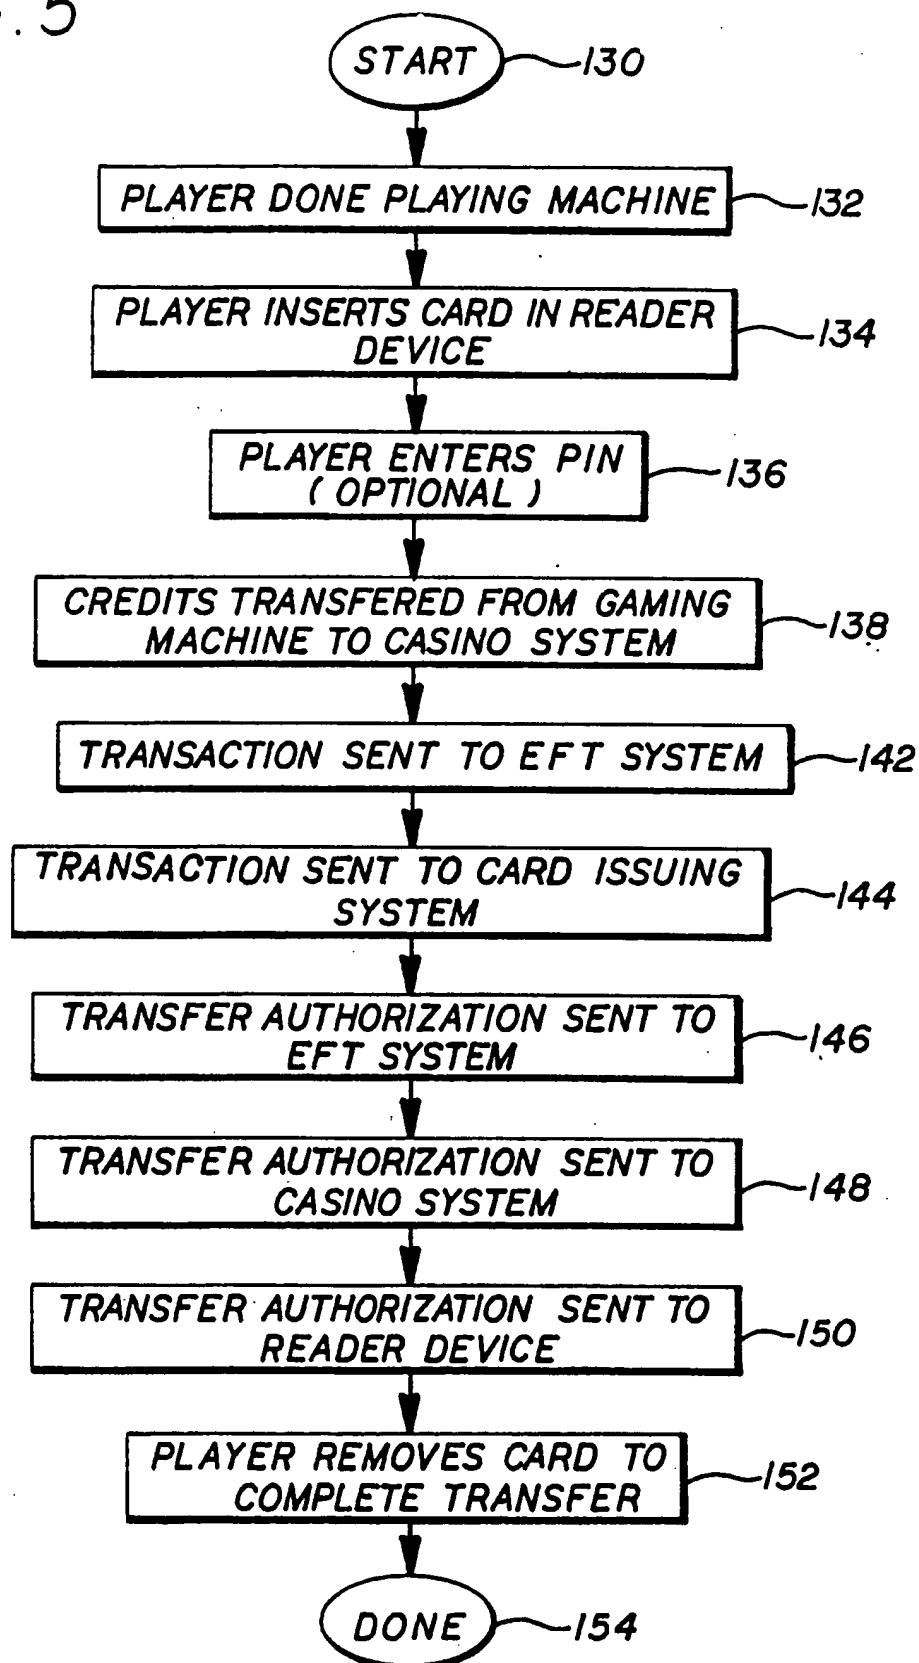 . 5
START
130
PLAYER DONE PLAYING MACHINE
132
PLAYER INSERTS CARD IN READER
DEVICE
134
PLAYER ENTERS PIN
( OPTIONAL )
136
CREDITS TRANSFERED FROM GAMING
MACHINE TO CASINO SYSTEM
138
TRANSACTION SENT TO EFT SYSTEM
142
TRANSACTION SENT TO CARD ISSUING
SYSTEM
144
TRANSFER AUTHORIZATION SENT TO
EFT SYSTEM
146
TRANSFER AUTHORIZATION SENT TO
CASINO SYSTEM
148
TRANSFER AUTHORIZATION SENT TO
READER DEVICE
150
PLAYER REMOVES CARD TO
COMPLETE TRANSFER
152
DONE
154